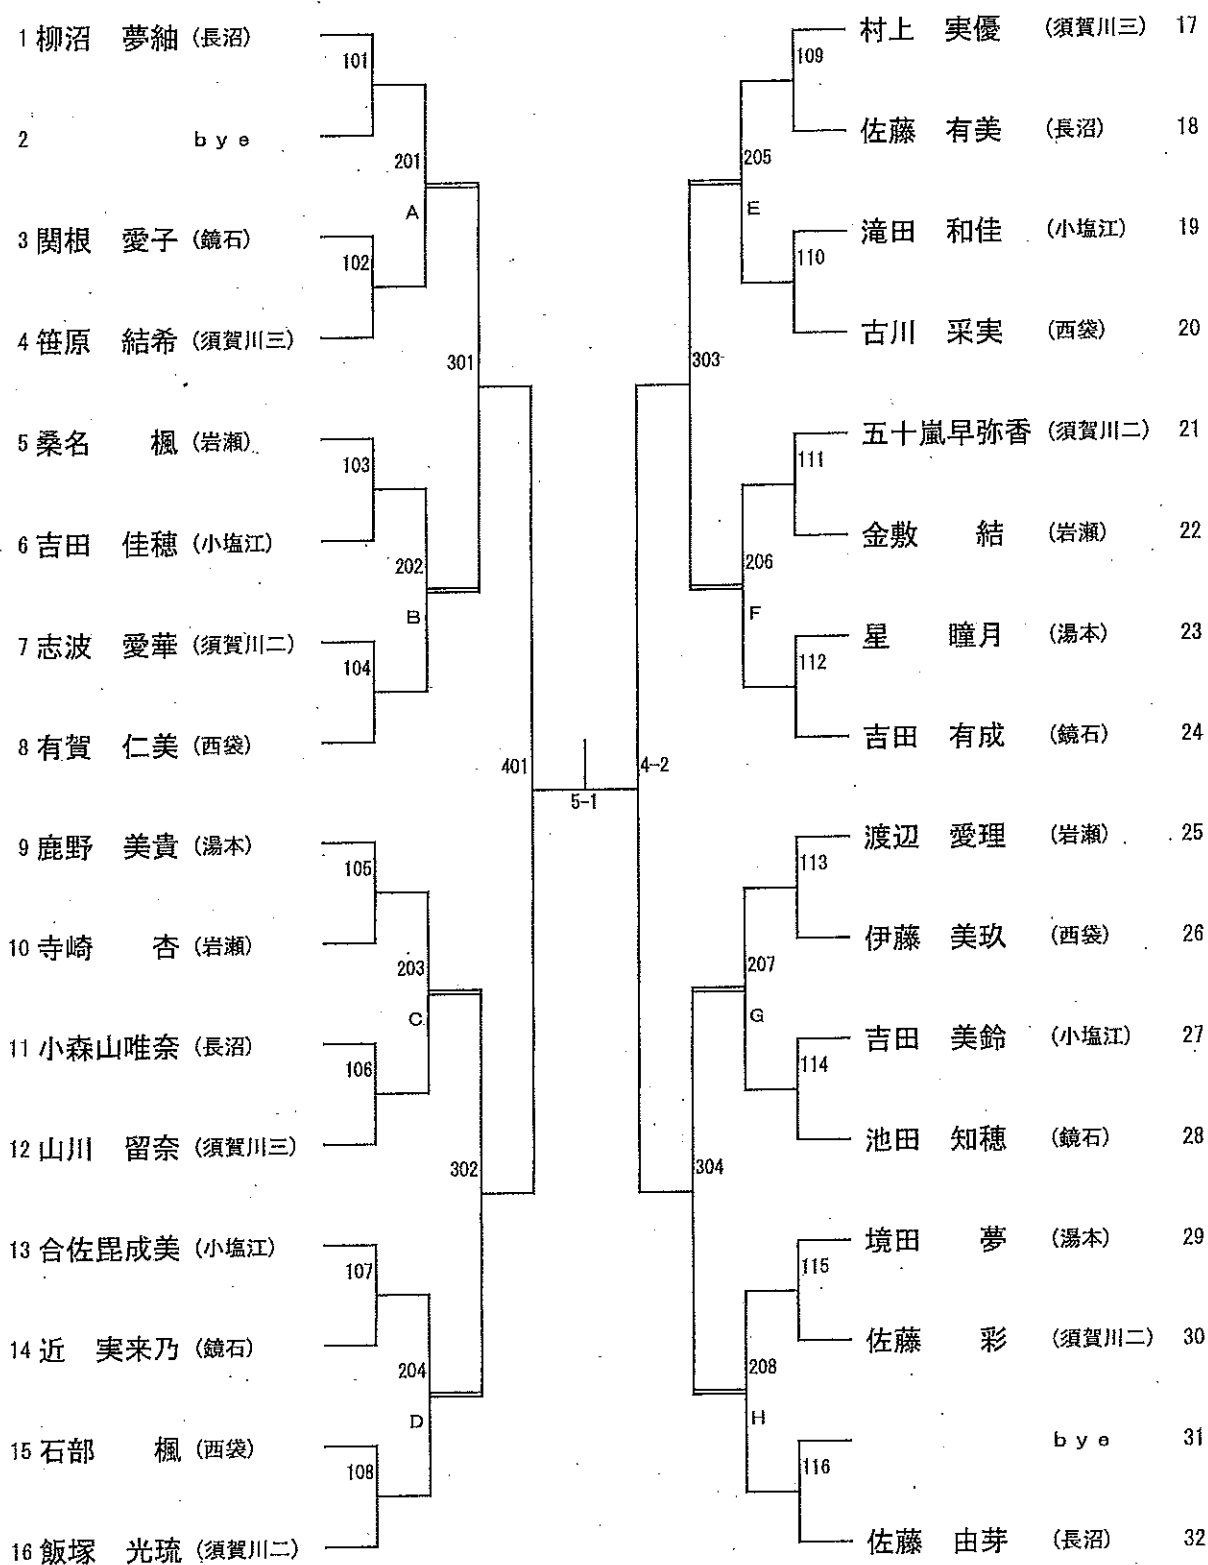 1 柳沼 夢紬 (長沼)
2 bye
3 関根 愛子 (鏡石)
4 笹原 結希 (須賀川三)
5 桑名 楓 (岩瀬)
6 吉田 佳穂 (小塩江)
7 志波 愛華 (須賀川二)
8 有賀 仁美 (西袋)
9 鹿野 美貴 (湯本)
10 寺崎 杏 (岩瀬)
11 小森山唯奈 (長沼)
12 山川 留奈 (須賀川三)
13 合佐毘成美 (小塩江)
14 近 実来乃 (鏡石)
15 石部 楓 (西袋)
16 飯塚 光琉 (須賀川二)
101
102
103
104
105
106
107
108
201
A
202
B
203
C
204
D
301
302
401
5-1
4-2
303
304
205
E
206
F
207
G
208
H
109
110
111
112
113
114
115
116
村上 実優 (須賀川三) 17
佐藤 有美 (長沼) 18
滝田 和佳 (小塩江) 19
古川 采実 (西袋) 20
五十嵐早弥香 (須賀川二) 21
金敷 結 (岩瀬) 22
星 瞳月 (湯本) 23
吉田 有成 (鏡石) 24
渡辺 愛理 (岩瀬) 25
伊藤 美玖 (西袋) 26
吉田 美鈴 (小塩江) 27
池田 知穂 (鏡石) 28
境田 夢 (湯本) 29
佐藤 彩 (須賀川二) 30
bye 31
佐藤 由芽 (長沼) 32